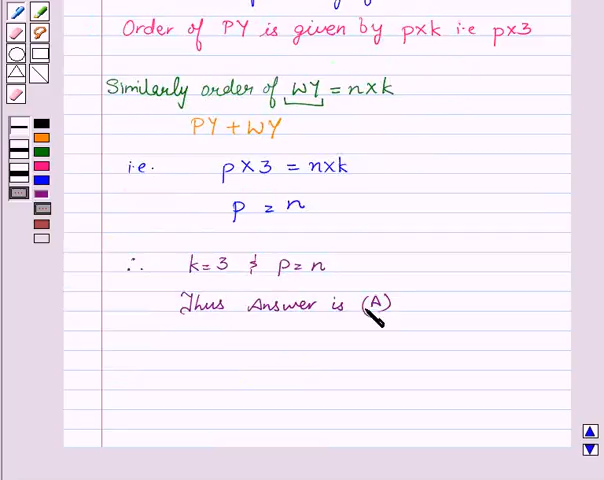 Order of PY is given by p×k i.e p×3
Similarly order of WY = n×k
PY + WY
i.e. p×3 = n×k
p = n
∴ k=3 & p=n
Thus Answer is (A)